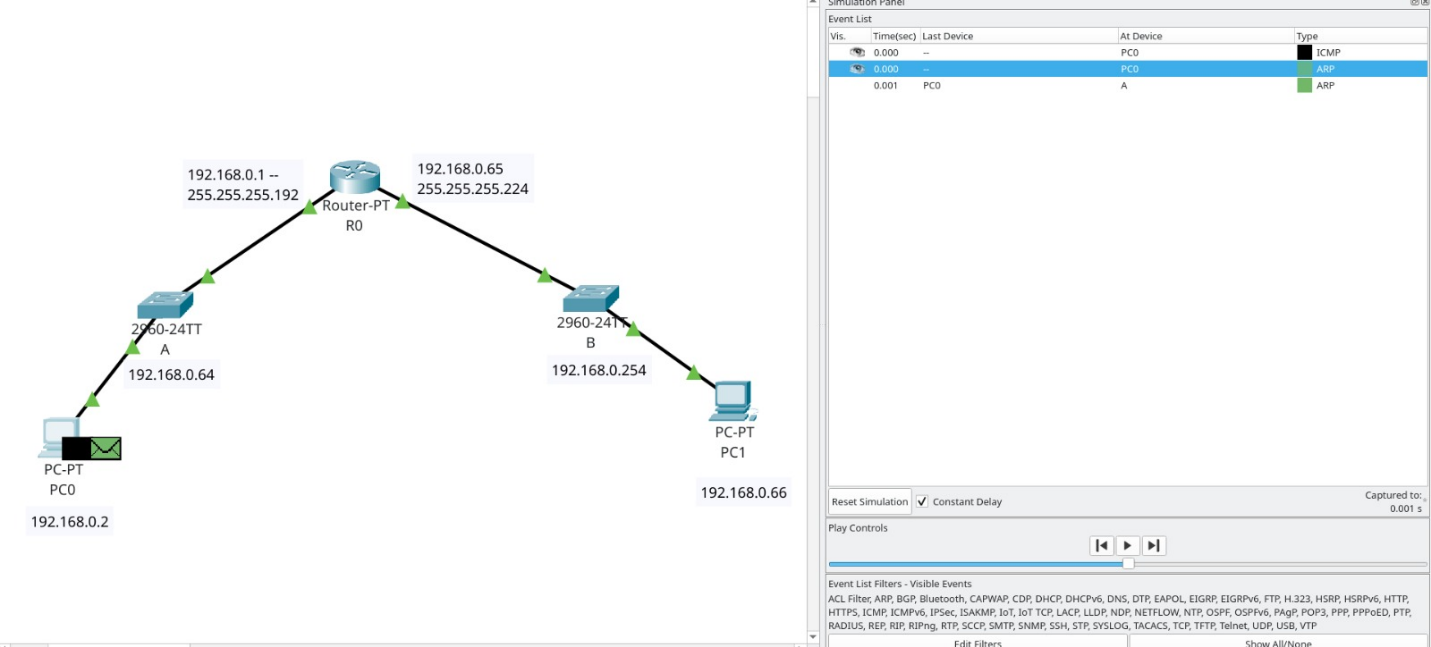 Simulation Panel
Event List
Vis. Time(sec) Last Device At Device Type
0.000 -- PC0 ICMP
0.000 -- PC0 ARP
0.001 PC0 A ARP
192.168.0.1 --
255.255.255.192
192.168.0.65
255.255.255.224
Router-PT
R0
2960-24TT
A
192.168.0.64
2960-24TT
B
192.168.0.254
PC-PT
PC0
192.168.0.2
PC-PT
PC1
192.168.0.66
Reset Simulation Constant Delay
Captured to:
0.001 s
Play Controls
Event List Filters - Visible Events
ACL Filter, ARP, BGP, Bluetooth, CAPWAP, CDP, DHCP, DHCPv6, DNS, DTP, EAPOL, EIGRP, EIGRPv6, FTP, H.323, HSRP, HSRPv6, HTTP,
HTTPS, ICMP, ICMPv6, IPSec, ISAKMP, IoT, IoT TCP, LACP, LLDP, NDP, NETFLOW, NTP, OSPF, OSPFv6, PAgP, POP3, PPP, PPPoED, PTP,
RADIUS, REP, RIP, RIPng, RTP, SCCP, SMTP, SNMP, SSH, STP, SYSLOG, TACACS, TCP, TFTP, Telnet, UDP, USB, VTP
Edit Filters Show All/None